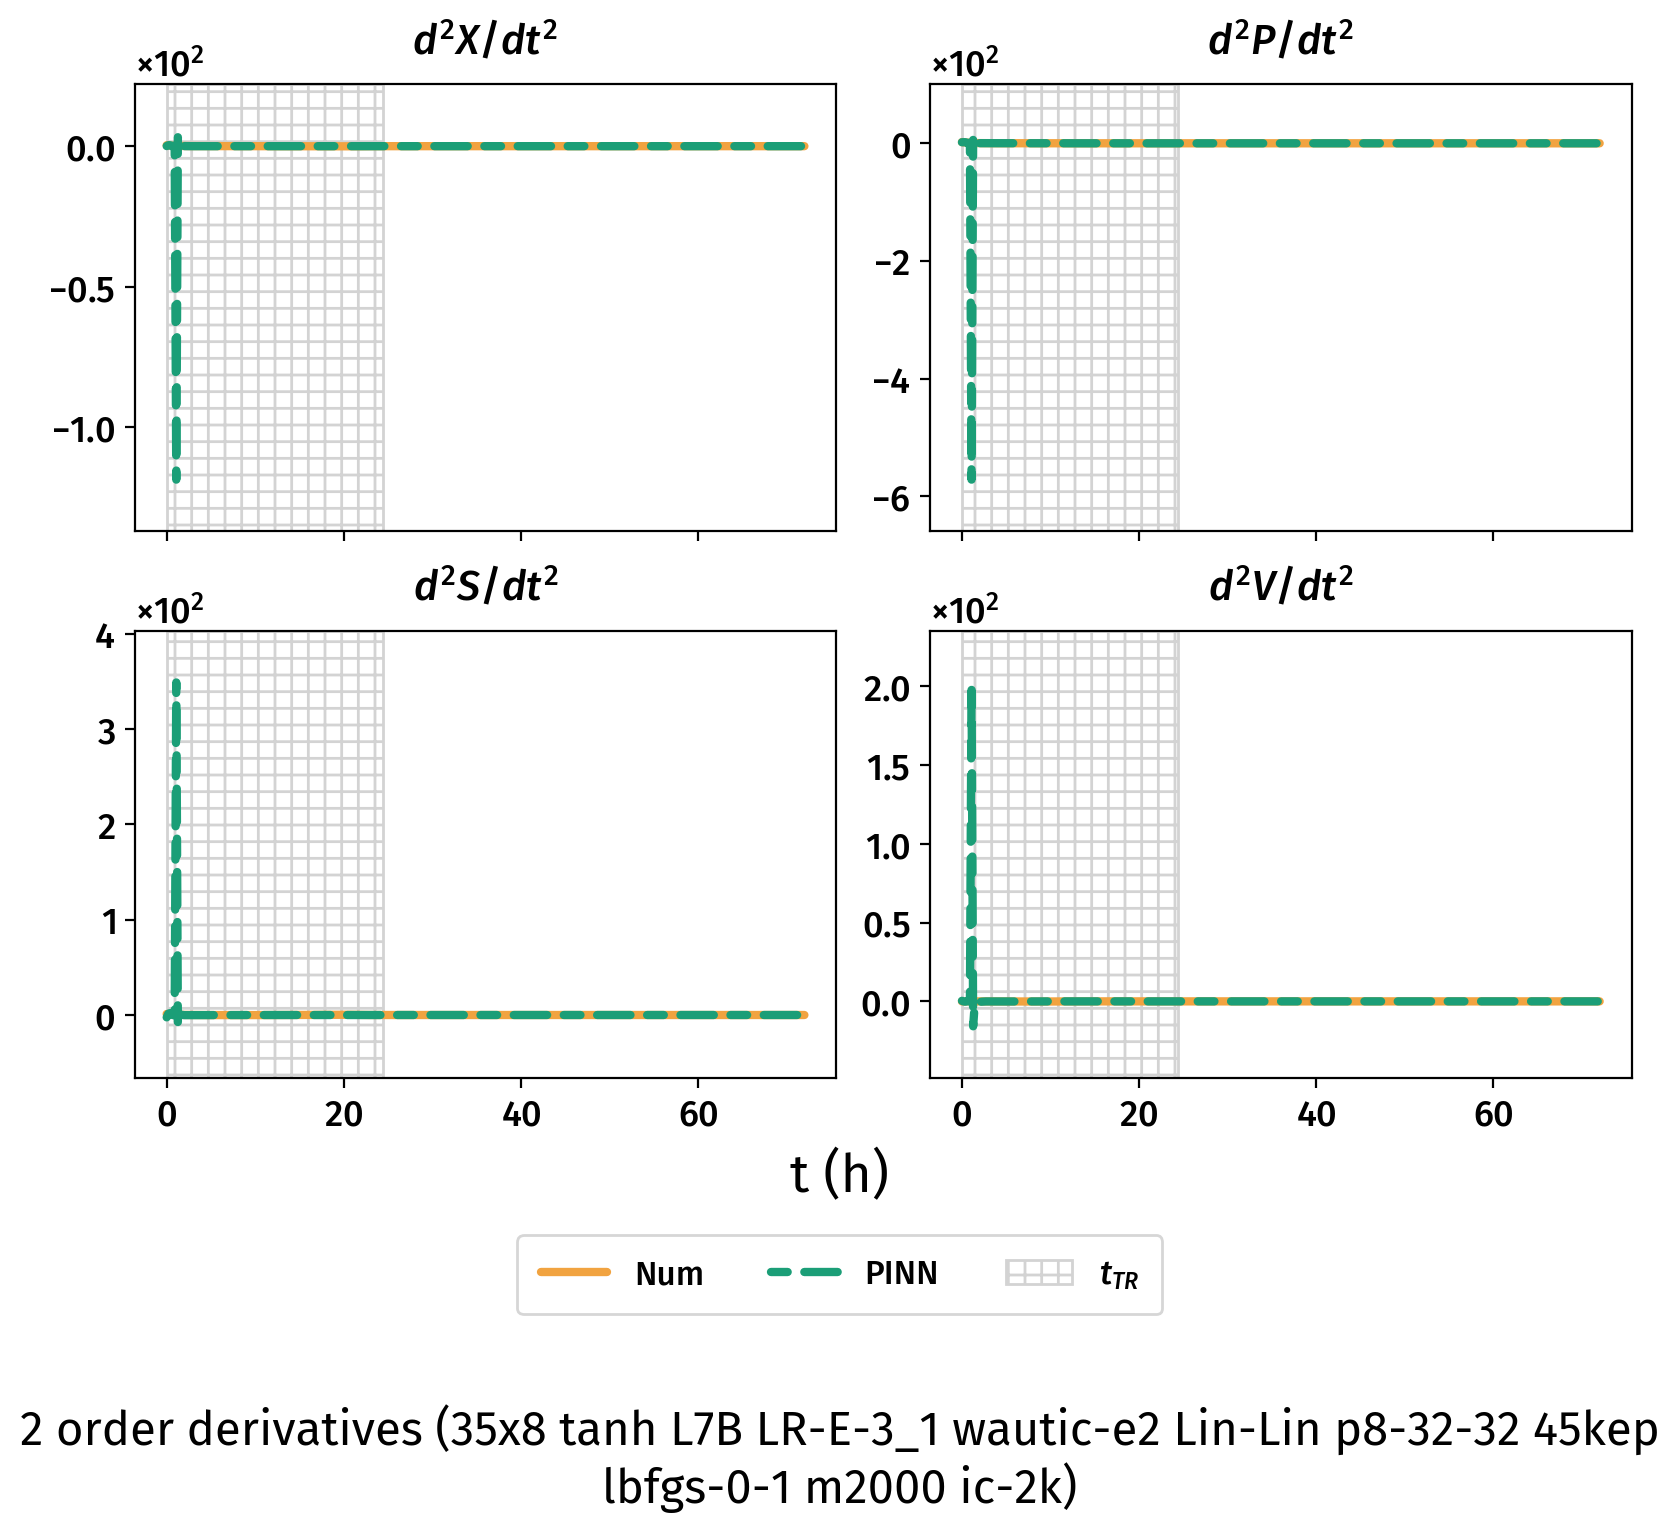 d²X/dt²
×10²
0.0
−0.5
−1.0
d²P/dt²
×10²
0
−2
−4
−6
d²S/dt²
×10²
4
3
2
1
0
0 20 40 60
d²V/dt²
×10²
2.0
1.5
1.0
0.5
0.0
0 20 40 60
t (h)
Num PINN t_TR
2 order derivatives (35x8 tanh L7B LR-E-3_1 wautic-e2 Lin-Lin p8-32-32 45kep
lbfgs-0-1 m2000 ic-2k)